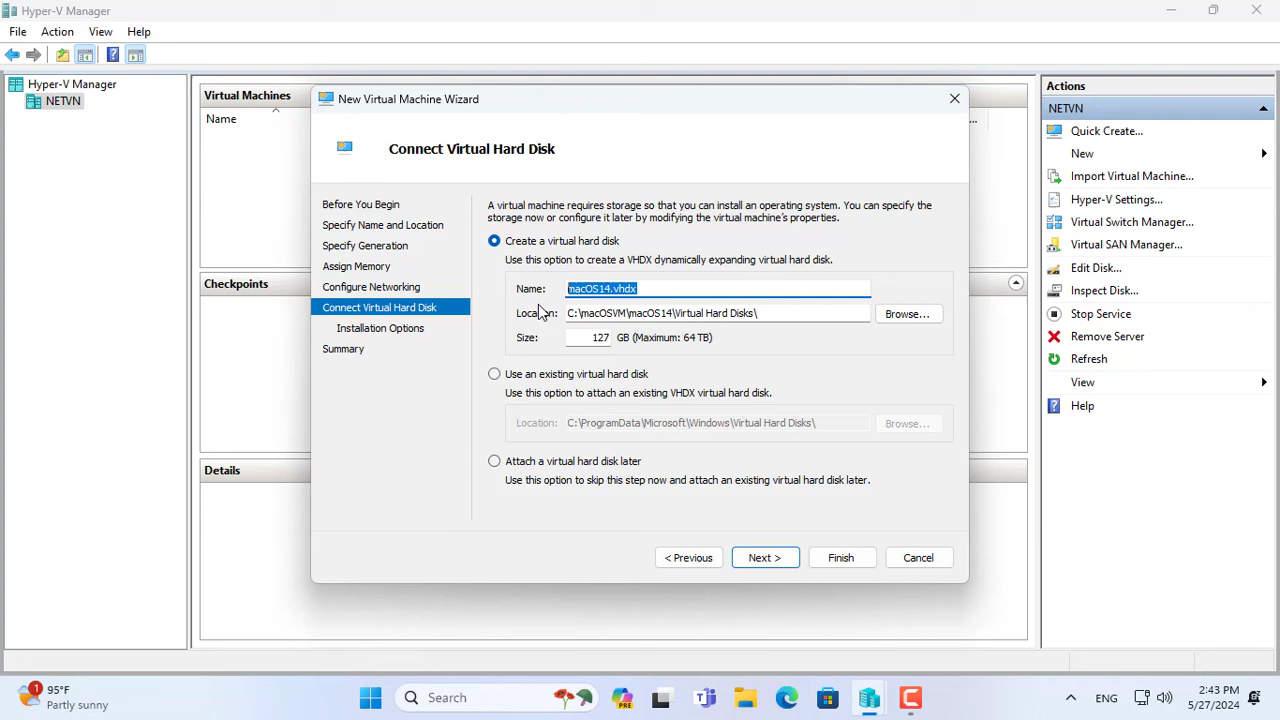 Hyper-V Manager
File Action View Help
Hyper-V Manager
NETVN
Virtual Machines
Name
...
Checkpoints
Details
New Virtual Machine Wizard
Connect Virtual Hard Disk
Before You Begin
Specify Name and Location
Specify Generation
Assign Memory
Configure Networking
Connect Virtual Hard Disk
Installation Options
Summary
A virtual machine requires storage so that you can install an operating system. You can specify the
storage now or configure it later by modifying the virtual machine's properties.
Create a virtual hard disk
Use this option to create a VHDX dynamically expanding virtual hard disk.
Name: macOS14.vhdx
Location: C:\macOSVM\macOS14\Virtual Hard Disks\ Browse...
Size: 127 GB (Maximum: 64 TB)
Use an existing virtual hard disk
Use this option to attach an existing VHDX virtual hard disk.
Location: C:\ProgramData\Microsoft\Windows\Virtual Hard Disks\ Browse...
Attach a virtual hard disk later
Use this option to skip this step now and attach an existing virtual hard disk later.
< Previous Next > Finish Cancel
Actions
NETVN
Quick Create...
New
Import Virtual Machine...
Hyper-V Settings...
Virtual Switch Manager...
Virtual SAN Manager...
Edit Disk...
Inspect Disk...
Stop Service
Remove Server
Refresh
View
Help
1
95°F
Partly sunny
Search
PRE
ENG
2:43 PM
5/27/2024